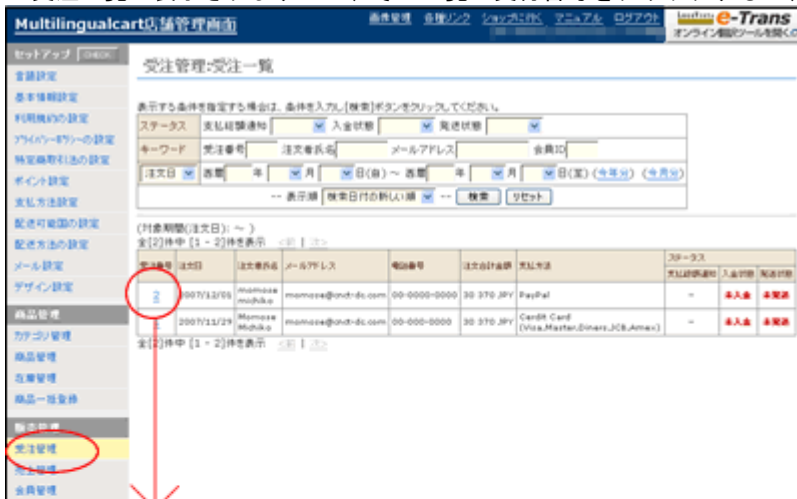 Multilingualcart店舗管理画面
画像管理 各種リンク ショップにTOK マニュアル ログアウト
e-Trans
オンライン翻訳ツールを開く
セットアップ
言語設定
基本情報設定
利用規約の設定
プライバシーポリシーの設定
特定商取引法の設定
ポイント設定
支払方法設定
配送可能国の設定
配送方法の設定
メール設定
デザイン設定
商品管理
カテゴリ管理
商品管理
在庫管理
商品一括登録
販売管理
受注管理
売上管理
会員管理
受注管理:受注一覧
表示する条件を指定する場合は、条件を入力し[検索]ボタンをクリックしてください。
ステータス 支払総額通知 入金状態 発送状態
キーワード 受注番号 注文者氏名 メールアドレス 会員ID
注文日 西暦 年 月 日(自) ～ 西暦 年 月 日(至) (今年分) (今月分)
-- 表示順 検索日付の新しい順 -- 検索 リセット
(対象期間(注文日): ～ )
全[2]件中 [1 - 2]件を表示 <前 | 次>
受注番号 注文日 注文者氏名 メールアドレス 電話番号 注文合計金額 支払方法 ステータス
支払総額通知 入金状態 発送状態
2 2007/12/01 momose michiko momose@cnct-dc.com 00-0000-0000 30 370 JPY PayPal - 未入金 未発送
2007/11/29 Momose Michiko momose@cnct-dc.com 00-000-0000 30 370 JPY Cardit Card (Visa,Master,Diners,JCB,Amex) - 未入金 未発送
全[2]件中 [1 - 2]件を表示 <前 | 次>